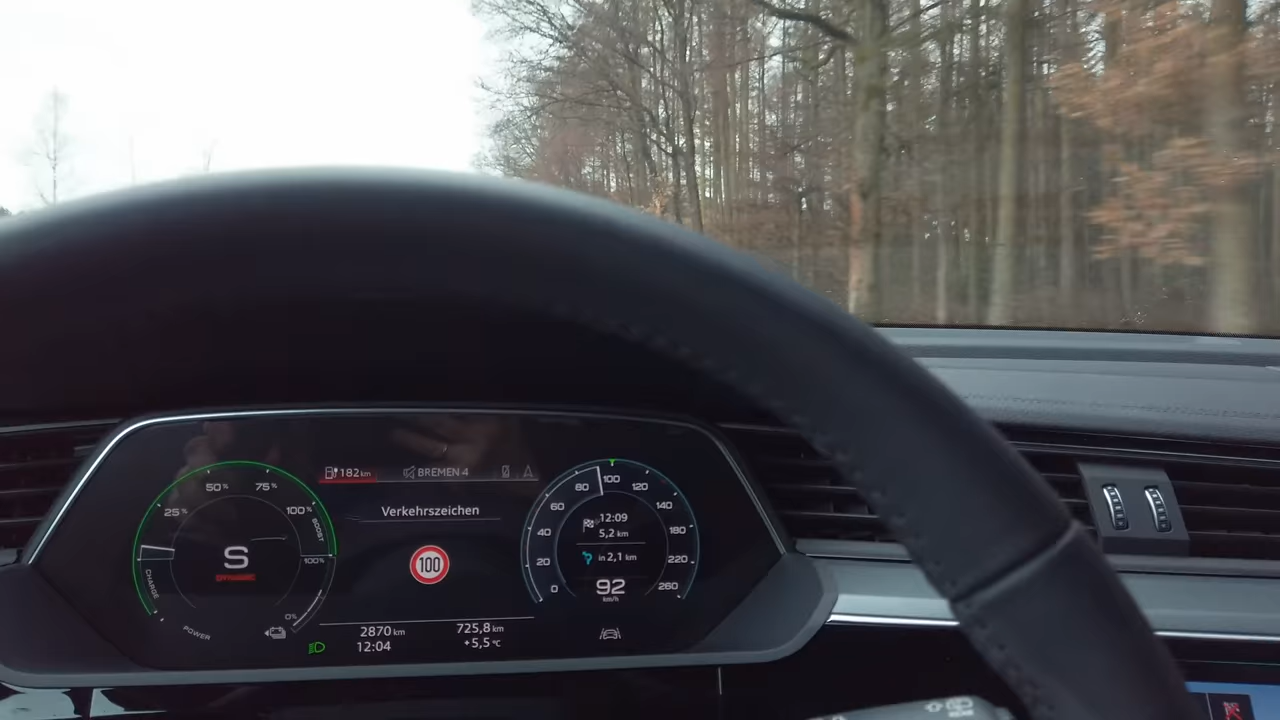 50%
75%
25%
100%
BOOST
100%
CHARGE
POWER
0%
S
DYNAMIC
182 km
BREMEN 4
Verkehrszeichen
100
2870 km
725,8 km
12:04
+5,5 °C
0
20
40
60
80
100
120
140
180
220
260
12:09
5,2 km
in 2,1 km
92
km/h